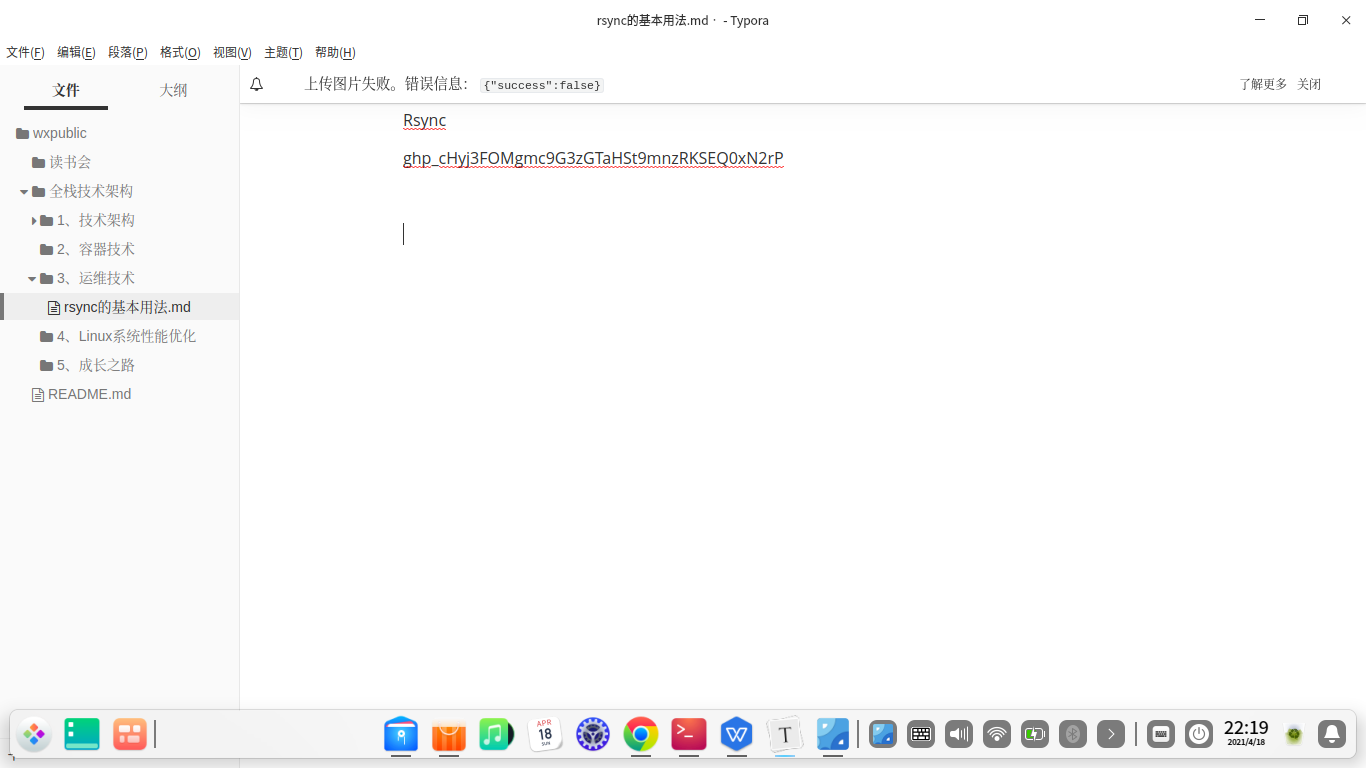 rsync的基本用法.md · - Typora
文件(F) 编辑(E) 段落(P) 格式(O) 视图(V) 主题(T) 帮助(H)
文件 大纲
上传图片失败。错误信息： {"success":false} 了解更多 关闭
wxpublic
读书会
全栈技术架构
1、技术架构
2、容器技术
3、运维技术
rsync的基本用法.md
4、Linux系统性能优化
5、成长之路
README.md
Rsync
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
APR
18
SUN
22:19
2021/4/18